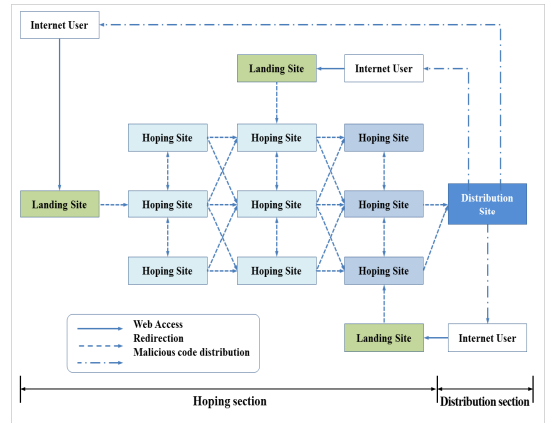 Internet User
Landing Site
Internet User
Hoping Site
Hoping Site
Hoping Site
Landing Site
Hoping Site
Hoping Site
Hoping Site
Distribution
Site
Hoping Site
Hoping Site
Hoping Site
Landing Site
Internet User
Web Access
Redirection
Malicious code distribution
Hoping section
Distribution section